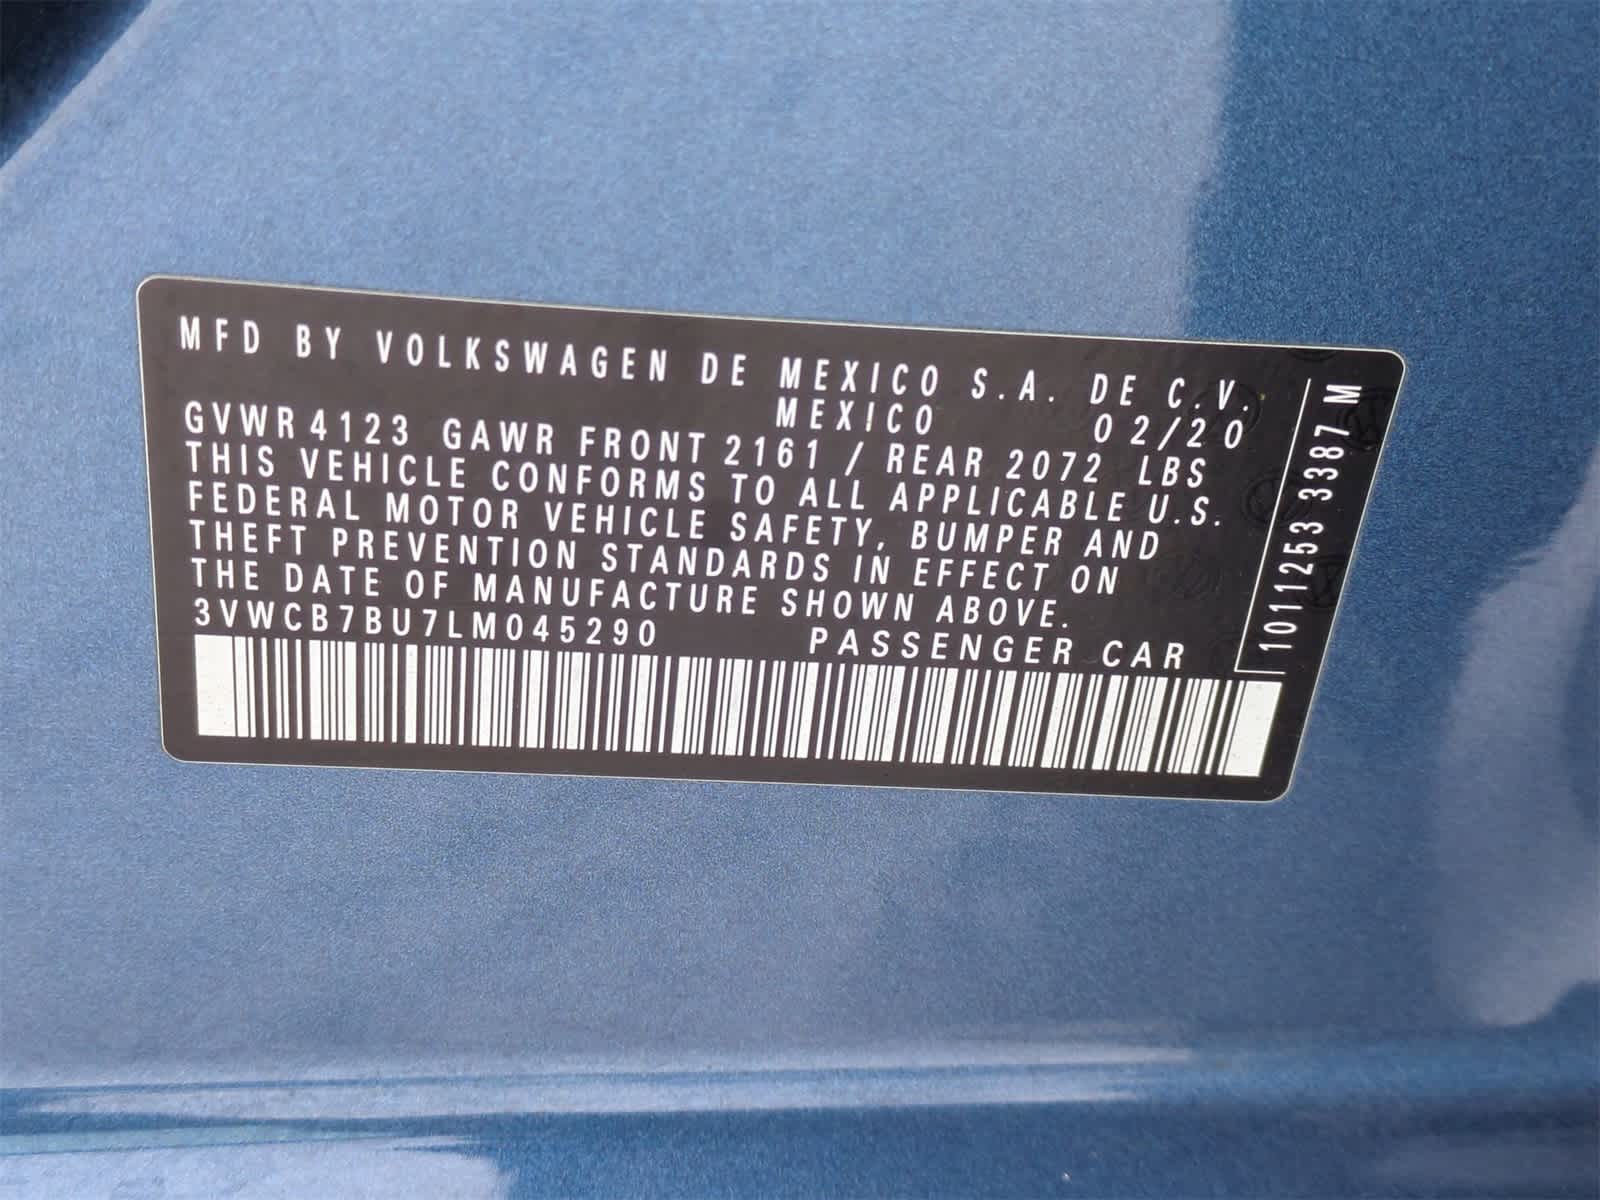 MFD BY VOLKSWAGEN DE MEXICO S.A. DE C.V.
MEXICO 02/20
GVWR 4123 GAWR FRONT 2161 / REAR 2072 LBS
THIS VEHICLE CONFORMS TO ALL APPLICABLE U.S.
FEDERAL MOTOR VEHICLE SAFETY, BUMPER AND
THEFT PREVENTION STANDARDS IN EFFECT ON
THE DATE OF MANUFACTURE SHOWN ABOVE.
3VWCB7BU7LM045290 PASSENGER CAR
1011253 3387 M